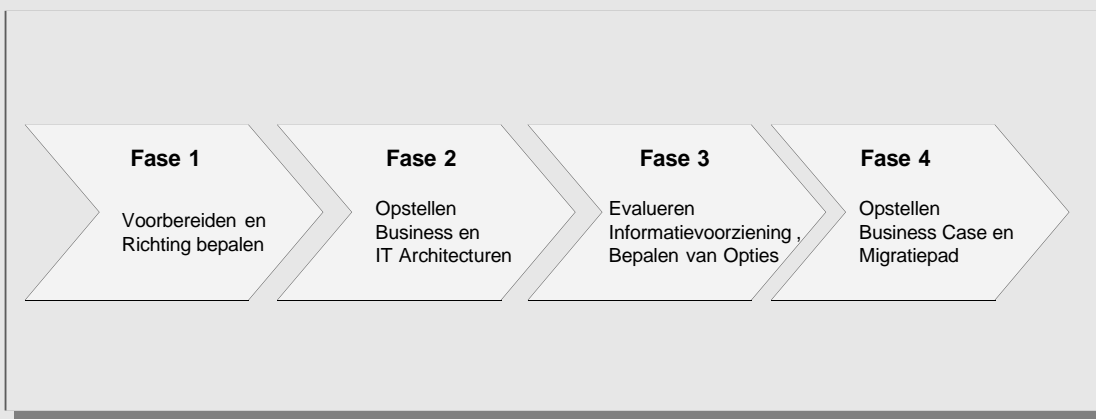 Fase 1
Voorbereiden en
Richting bepalen
Fase 2
Opstellen
Business en
IT Architecturen
Fase 3
Evalueren
Informatievoorziening ,
Bepalen van Opties
Fase 4
Opstellen
Business Case en
Migratiepad